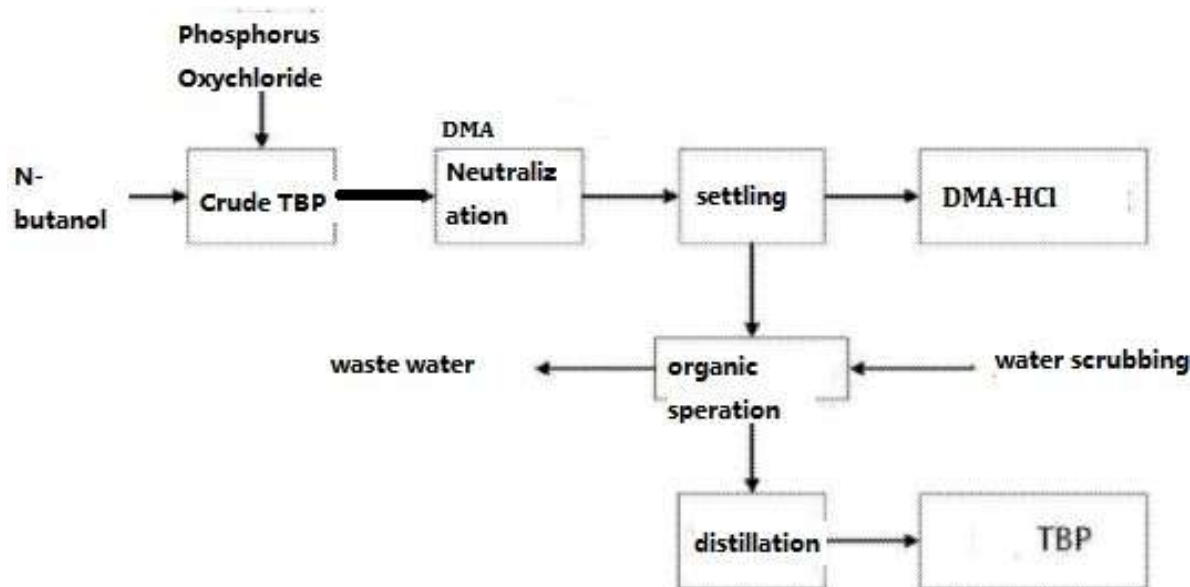 Phosphorus
Oxychloride
DMA
N-
butanol
Crude TBP
Neutraliz
ation
settling
DMA-HCl
waste water
organic
speration
water scrubbing
distillation
TBP